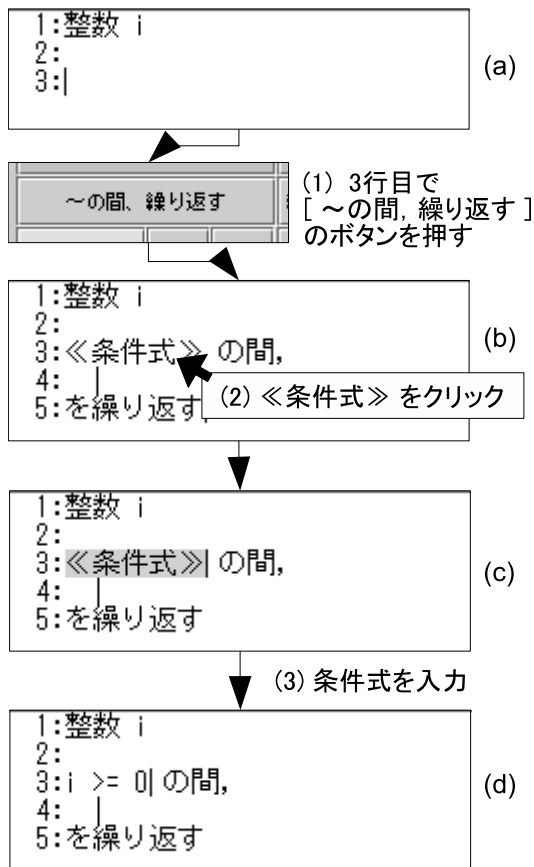 1:整数 i
2:
3:
(a)
～の間、繰り返す
(1) 3行目で
[ ～の間, 繰り返す ]
のボタンを押す
1:整数 i
2:
3:≪条件式≫ の間,
4:
5:を繰り返す
(b)
(2) ≪条件式≫ をクリック
1:整数 i
2:
3:≪条件式≫ の間,
4:
5:を繰り返す
(c)
(3) 条件式を入力
1:整数 i
2:
3:i >= 0 の間,
4:
5:を繰り返す
(d)